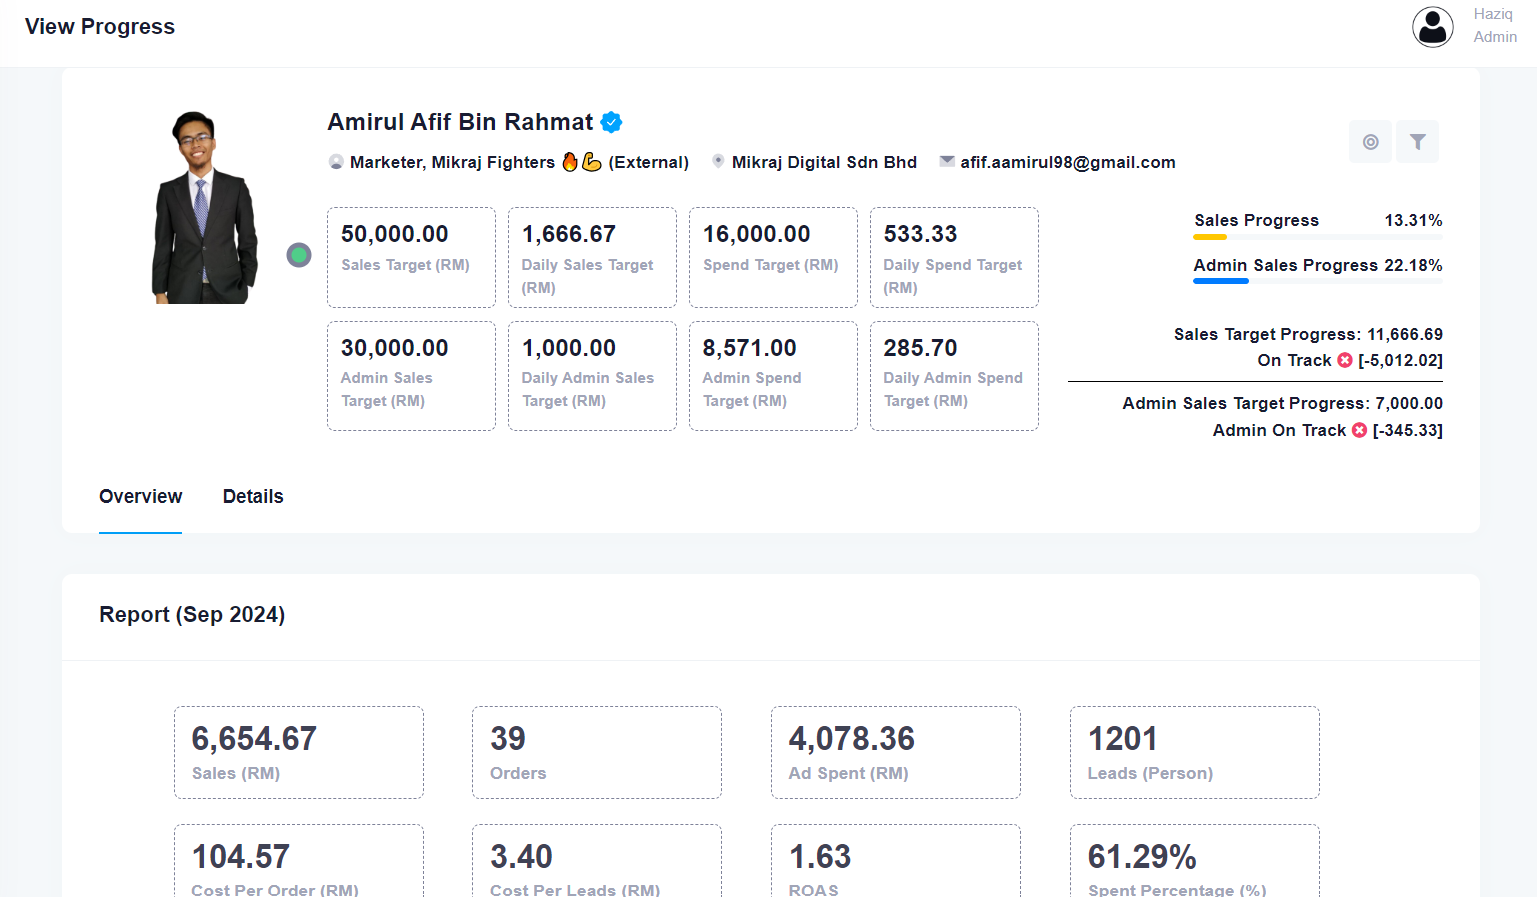 View Progress
Haziq
Admin
Amirul Afif Bin Rahmat
Marketer, Mikraj Fighters 🔥💪 (External) Mikraj Digital Sdn Bhd afif.aamirul98@gmail.com
50,000.00
Sales Target (RM)
1,666.67
Daily Sales Target
(RM)
16,000.00
Spend Target (RM)
533.33
Daily Spend Target
(RM)
Sales Progress 13.31%
Admin Sales Progress 22.18%
30,000.00
Admin Sales
Target (RM)
1,000.00
Daily Admin Sales
Target (RM)
8,571.00
Admin Spend
Target (RM)
285.70
Daily Admin Spend
Target (RM)
Sales Target Progress: 11,666.69
On Track [-5,012.02]
Admin Sales Target Progress: 7,000.00
Admin On Track [-345.33]
Overview Details
Report (Sep 2024)
6,654.67
Sales (RM)
39
Orders
4,078.36
Ad Spent (RM)
1201
Leads (Person)
104.57
Cost Per Order (RM)
3.40
Cost Per Leads (RM)
1.63
ROAS
61.29%
Spent Percentage (%)